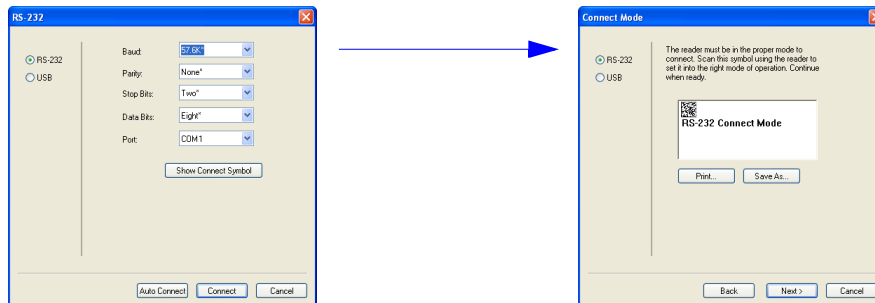 RS-232
RS-232
USB
Baud:
57.6K*
Parity:
None*
Stop Bits:
Two*
Data Bits:
Eight*
Port:
COM1
Show Connect Symbol
Auto Connect
Connect
Cancel
Connect Mode
RS-232
USB
The reader must be in the proper mode to
connect. Scan this symbol using the reader to
set it into the right mode of operation. Continue
when ready.
RS-232 Connect Mode
Print...
Save As...
Back
Next >
Cancel